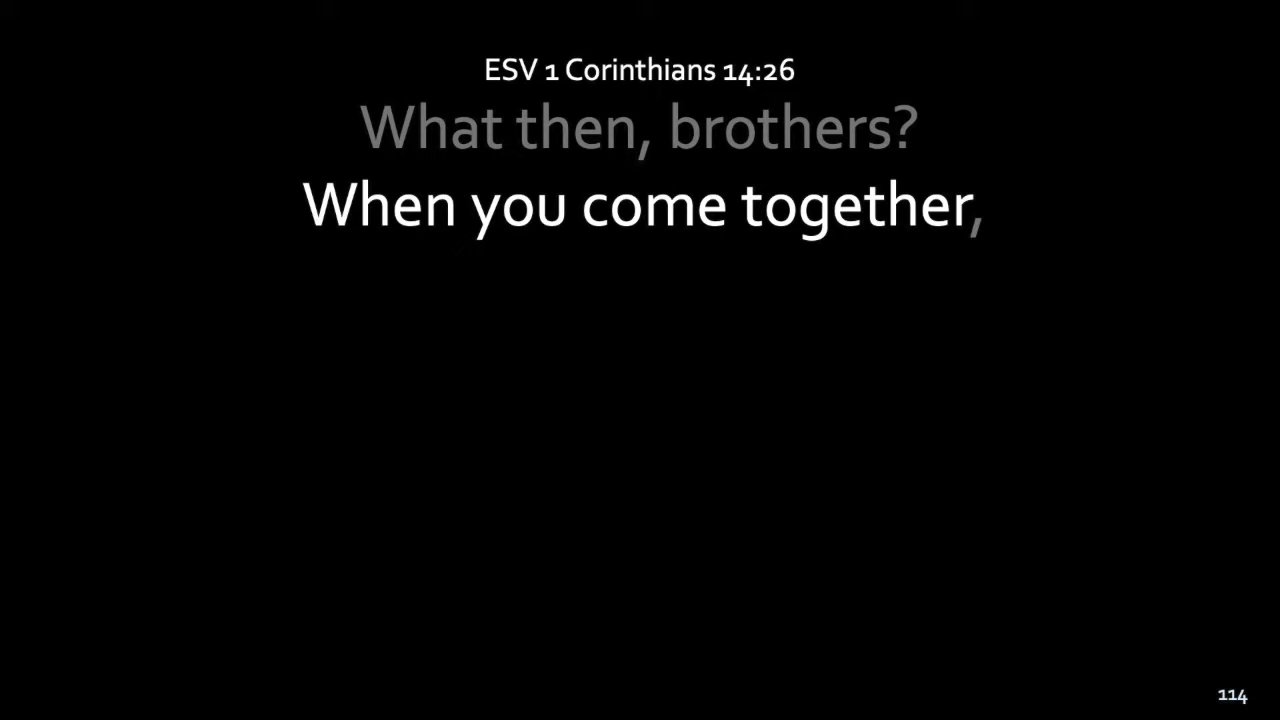 ESV 1 Corinthians 14:26
What then, brothers?
When you come together,
114